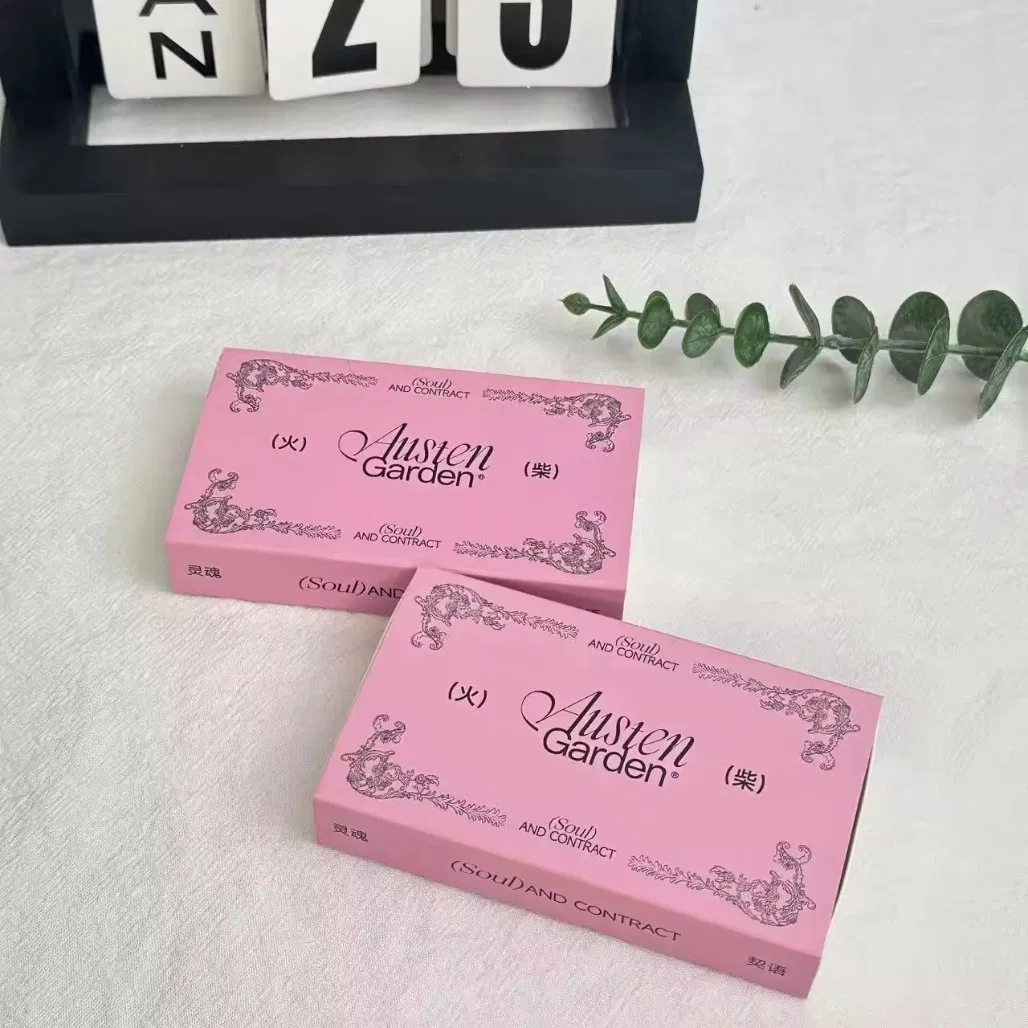 AN
2
(Soul)
AND CONTRACT
(火)
Austen
Garden®
(柴)
(Soul)
AND CONTRACT
灵魂
(Soul) AND
(Soul)
AND CONTRACT
(火)
Austen
Garden®
(柴)
(Soul)
AND CONTRACT
灵魂
(Soul) AND CONTRACT
契语